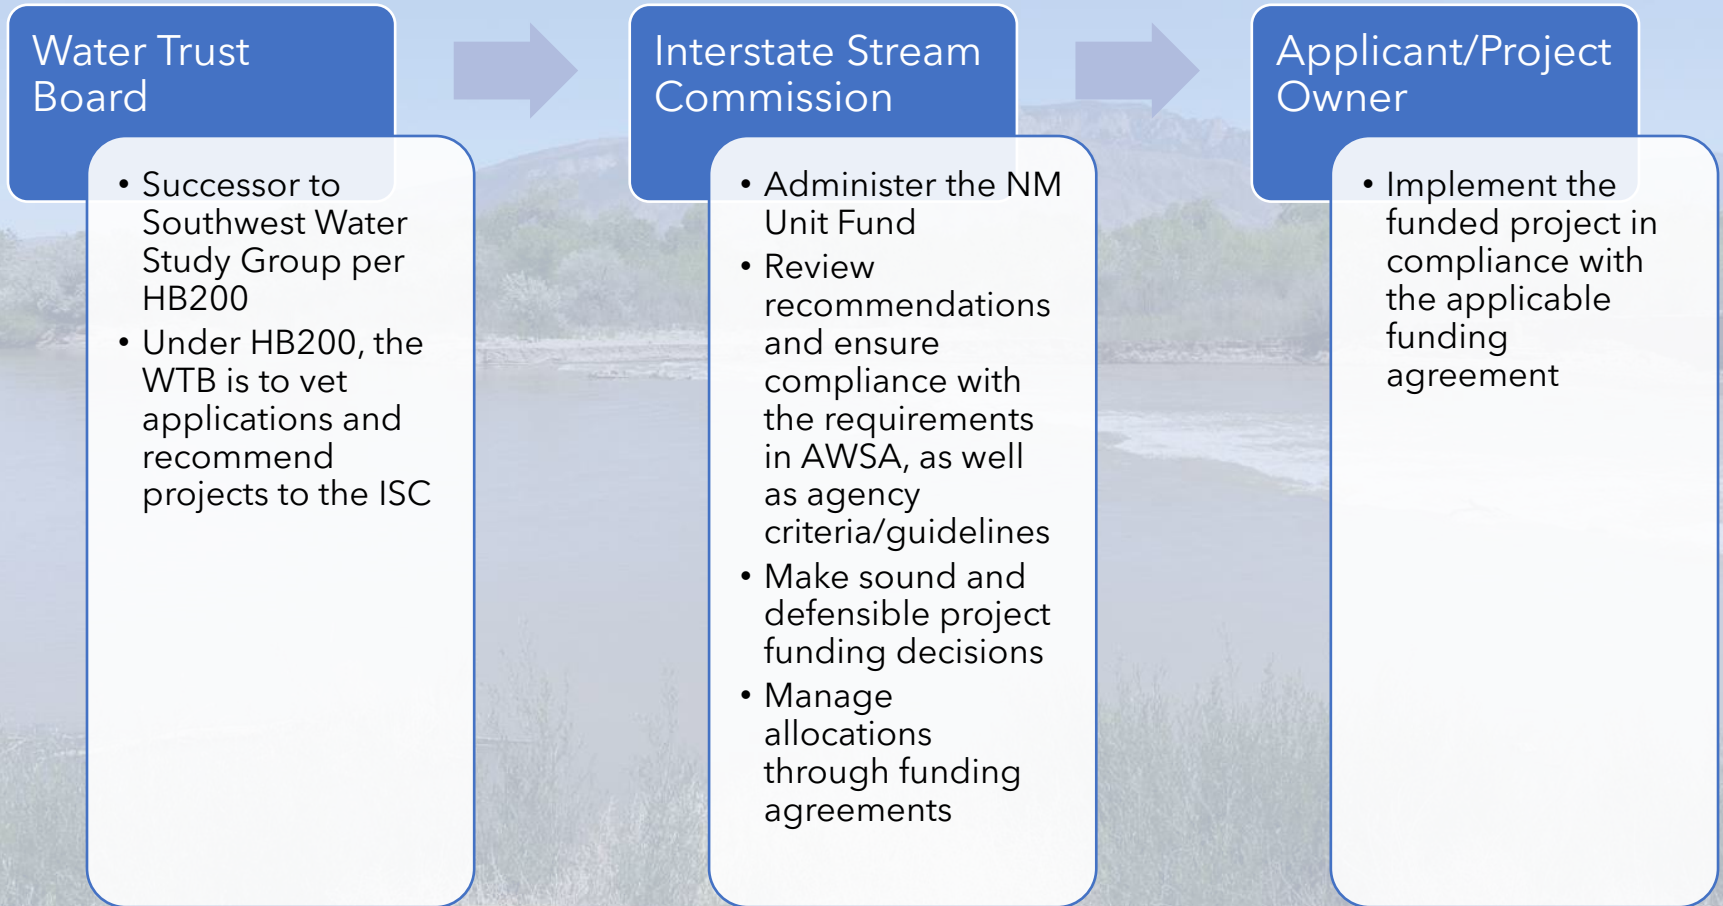 Water Trust
Board
• Successor to
Southwest Water
Study Group per
HB200
• Under HB200, the
WTB is to vet
applications and
recommend
projects to the ISC
Interstate Stream
Commission
• Administer the NM
Unit Fund
• Review
recommendations
and ensure
compliance with
the requirements
in AWSA, as well
as agency
criteria/guidelines
• Make sound and
defensible project
funding decisions
• Manage
allocations
through funding
agreements
Applicant/Project
Owner
• Implement the
funded project in
compliance with
the applicable
funding
agreement